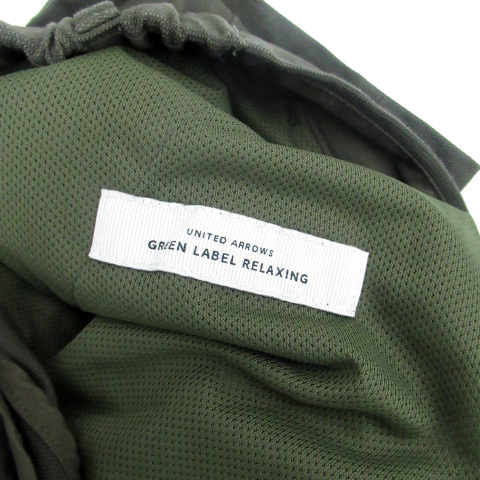 UNITED ARROWS
GREEN LABEL RELAXING